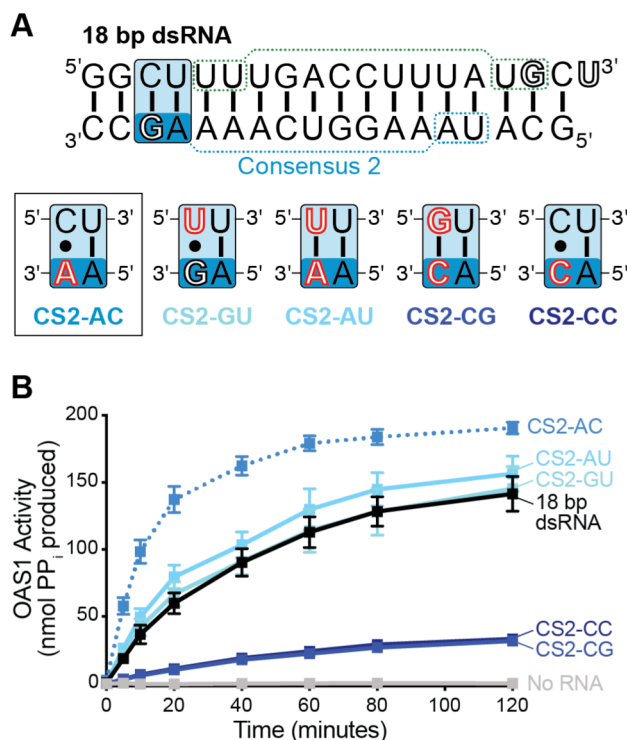 A
18 bp dsRNA
5' GGCUUUUGACCUUUAUGCU 3'
3' CCGAAAACUGGAAAUACG 5'
Consensus 2
5' CU 3' 5' UU 3' 5' UU 3' 5' GU 3' 5' CU 3'
3' AA 5' 3' GA 5' 3' AA 5' 3' CA 5' 3' CA 5'
CS2-AC CS2-GU CS2-AU CS2-CG CS2-CC
B
OAS1 Activity
(nmol PPi produced)
200
150
100
50
0
CS2-AC
CS2-AU
CS2-GU
18 bp
dsRNA
CS2-CC
CS2-CG
No RNA
0 20 40 60 80 100 120
Time (minutes)